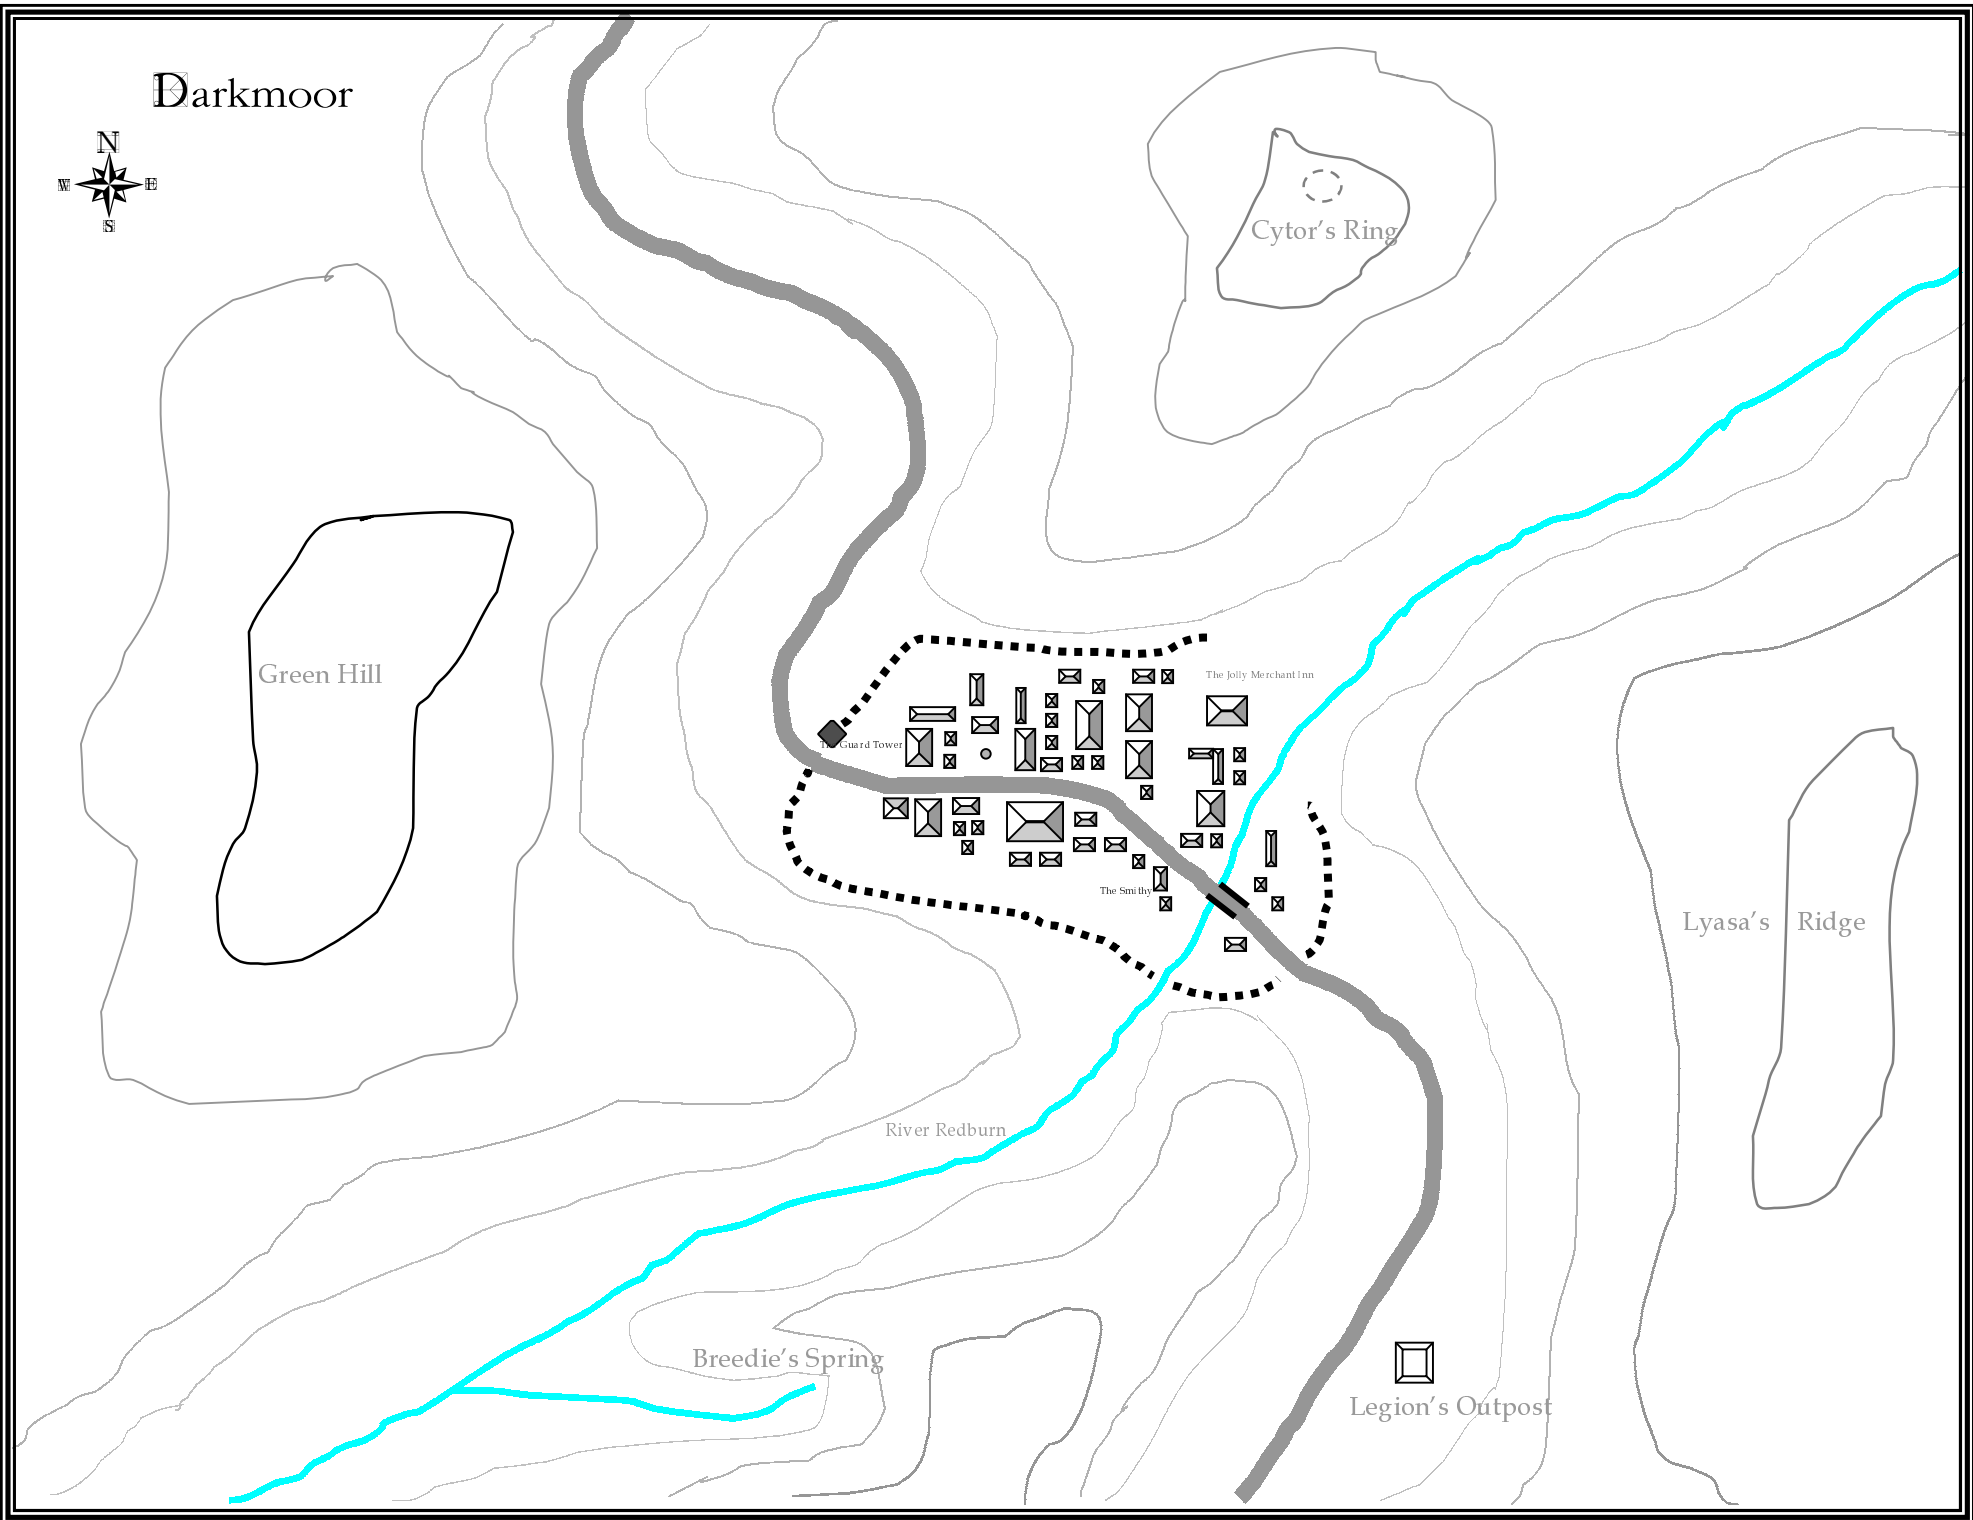 Darkmoor
N
W E
S
Cytor's Ring
Green Hill
The Jolly Merchant Inn
The Guard Tower
The Smithy
Lyasa's Ridge
River Redburn
Breedie's Spring
Legion's Outpost